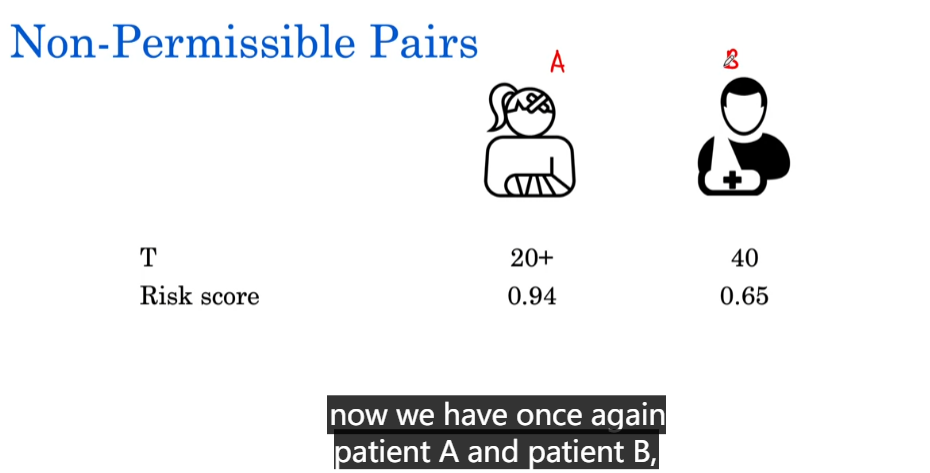 Non-Permissible Pairs
A B
T 20+ 40
Risk score 0.94 0.65
now we have once again
patient A and patient B,